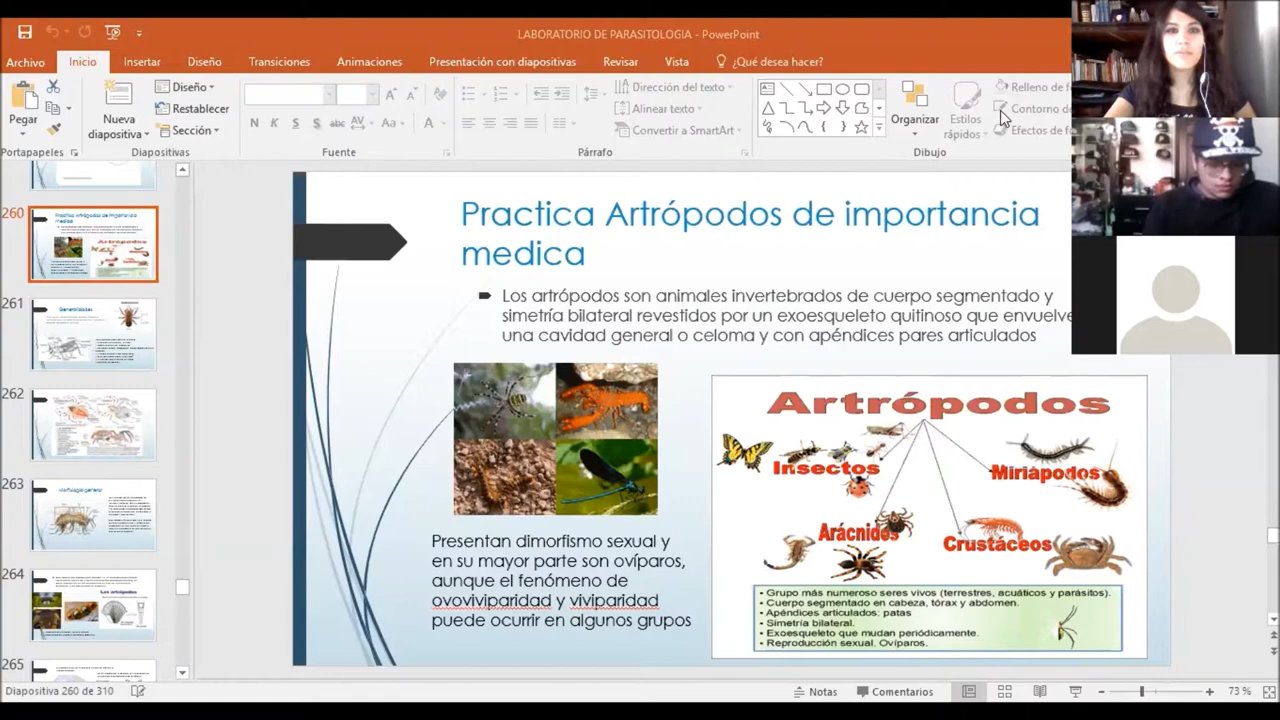 LABORATORIO DE PARASITOLOGIA - PowerPoint
Archivo Inicio Insertar Diseño Transiciones Animaciones Presentación con diapositivas Revisar Vista ¿Qué desea hacer?
Pegar
Nueva
diapositiva
Diseño
Restablecer
Sección
N K S abc AV Aa A
Dirección del texto
Alinear texto
Convertir a SmartArt
Organizar
Estilos
rápidos
Relleno de
Contorno de
Efectos de
Portapapeles Diapositivas Fuente Párrafo Dibujo
260
261
262
263
264
265
Practica Artrópodos de importancia
medica
Los artrópodos son animales invertebrados de cuerpo segmentado y
simetría bilateral revestidos por un exoesqueleto quitinoso que envuelve
una cavidad general o celoma y con apéndices pares articulados
Presentan dimorfismo sexual y
en su mayor parte son ovíparos,
aunque el fenómeno de
ovoviviparidad y viviparidad
puede ocurrir en algunos grupos
Artrópodos
Insectos
Miriápodos
Arácnidos
Crustáceos
• Grupo más numeroso seres vivos (terrestres, acuáticos y parásitos).
• Cuerpo segmentado en cabeza, tórax y abdomen.
• Apéndices articulados: patas
• Simetría bilateral.
• Exoesqueleto que mudan periódicamente.
• Reproducción sexual. Ovíparos.
Diapositiva 260 de 310 Notas Comentarios 73 %